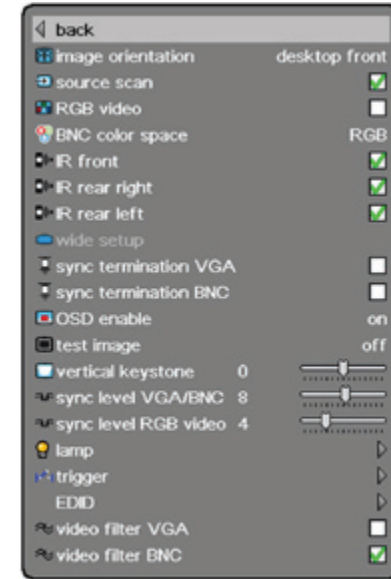 back
image orientation desktop front
source scan
RGB video
BNC color space RGB
IR front
IR rear right
IR rear left
wide setup
sync termination VGA
sync termination BNC
OSD enable on
test image off
vertical keystone 0
sync level VGA/BNC 8
sync level RGB video 4
lamp
trigger
EDID
video filter VGA
video filter BNC